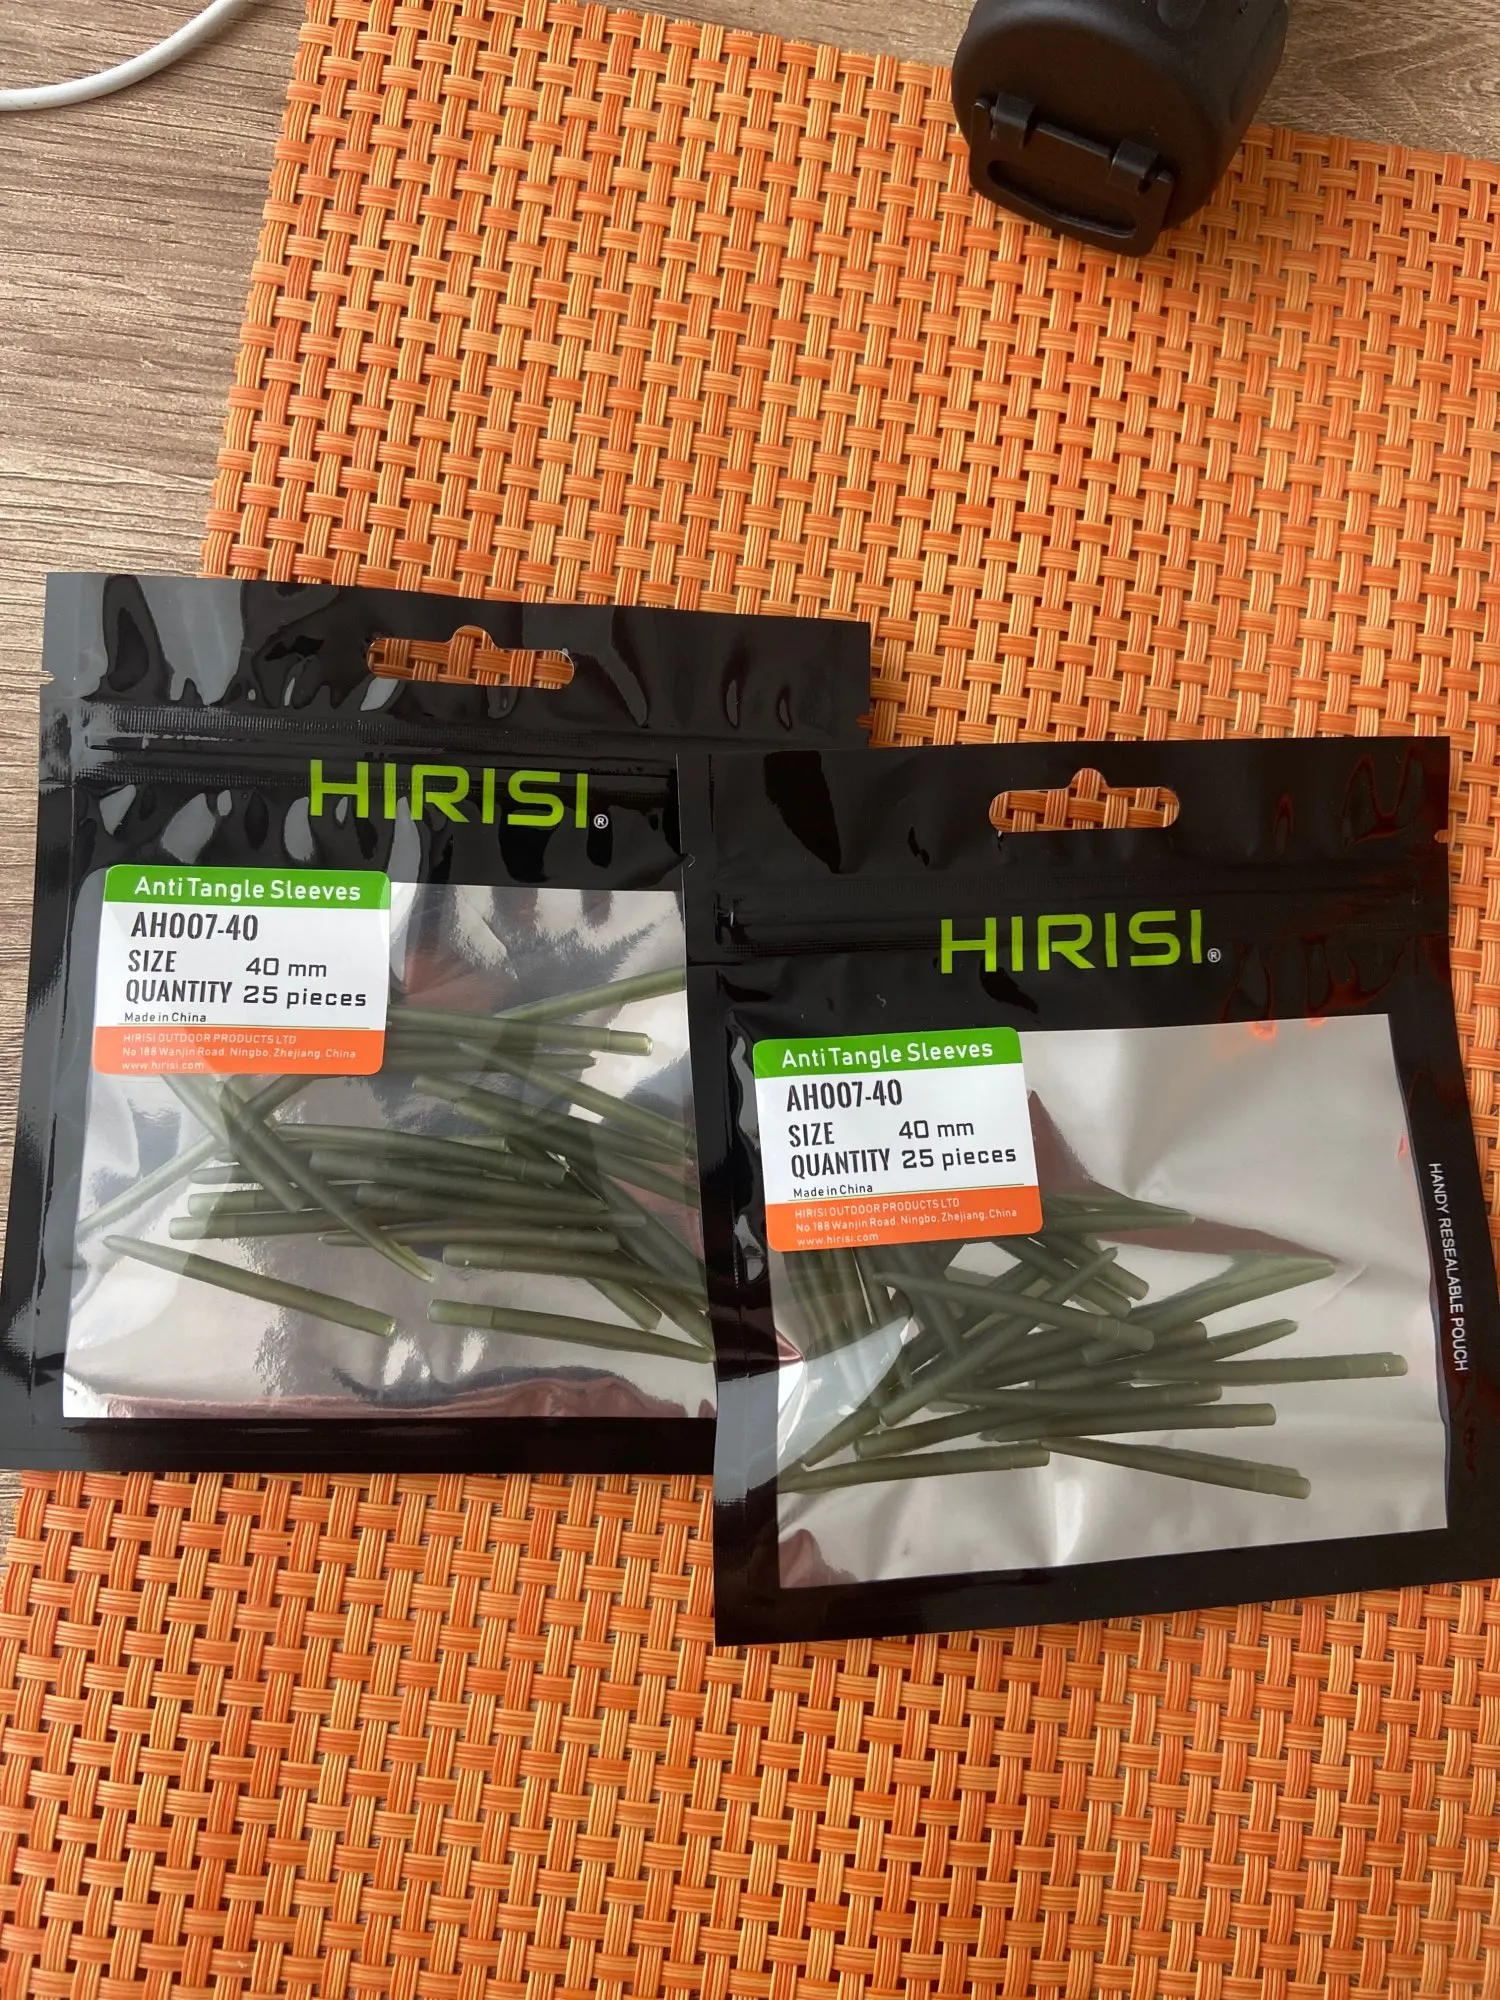 HIRISI®
Anti Tangle Sleeves
AH007-40
SIZE 40 mm
QUANTITY 25 pieces
Made in China
HIRISI OUTDOOR PRODUCTS LTD
No.188 Wanjin Road, Ningbo, Zhejiang, China
www.hirisi.com
HIRISI®
Anti Tangle Sleeves
AH007-40
SIZE 40 mm
QUANTITY 25 pieces
Made in China
HIRISI OUTDOOR PRODUCTS LTD
No.188 Wanjin Road, Ningbo, Zhejiang, China
www.hirisi.com
HANDY RESEALABLE POUCH